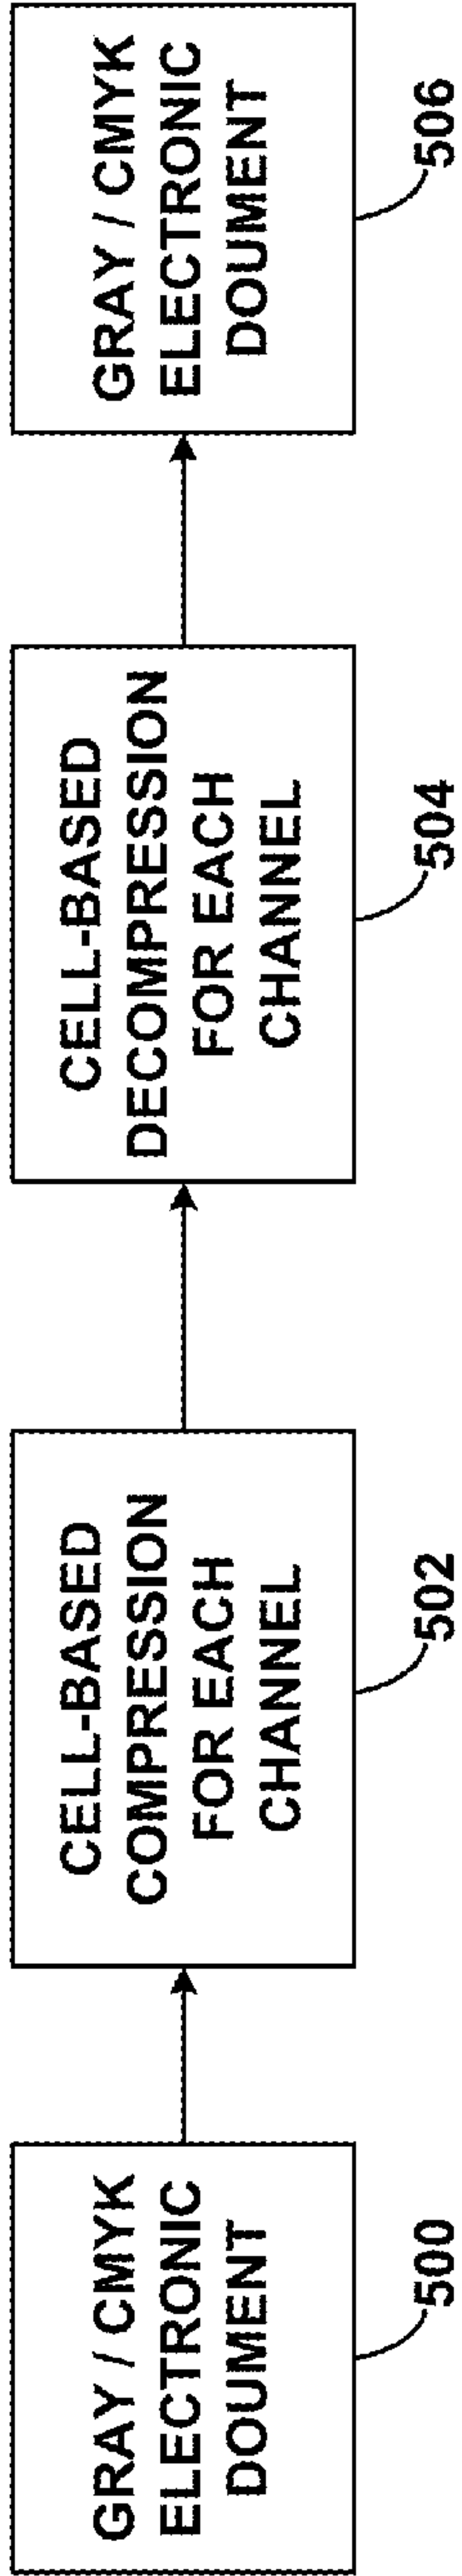 GRAY / CMYK
ELECTRONIC
DOUMENT
500
CELL-BASED
COMPRESSION
FOR EACH
CHANNEL
502
CELL-BASED
DECOMPRESSION
FOR EACH
CHANNEL
504
GRAY / CMYK
ELECTRONIC
DOUMENT
506